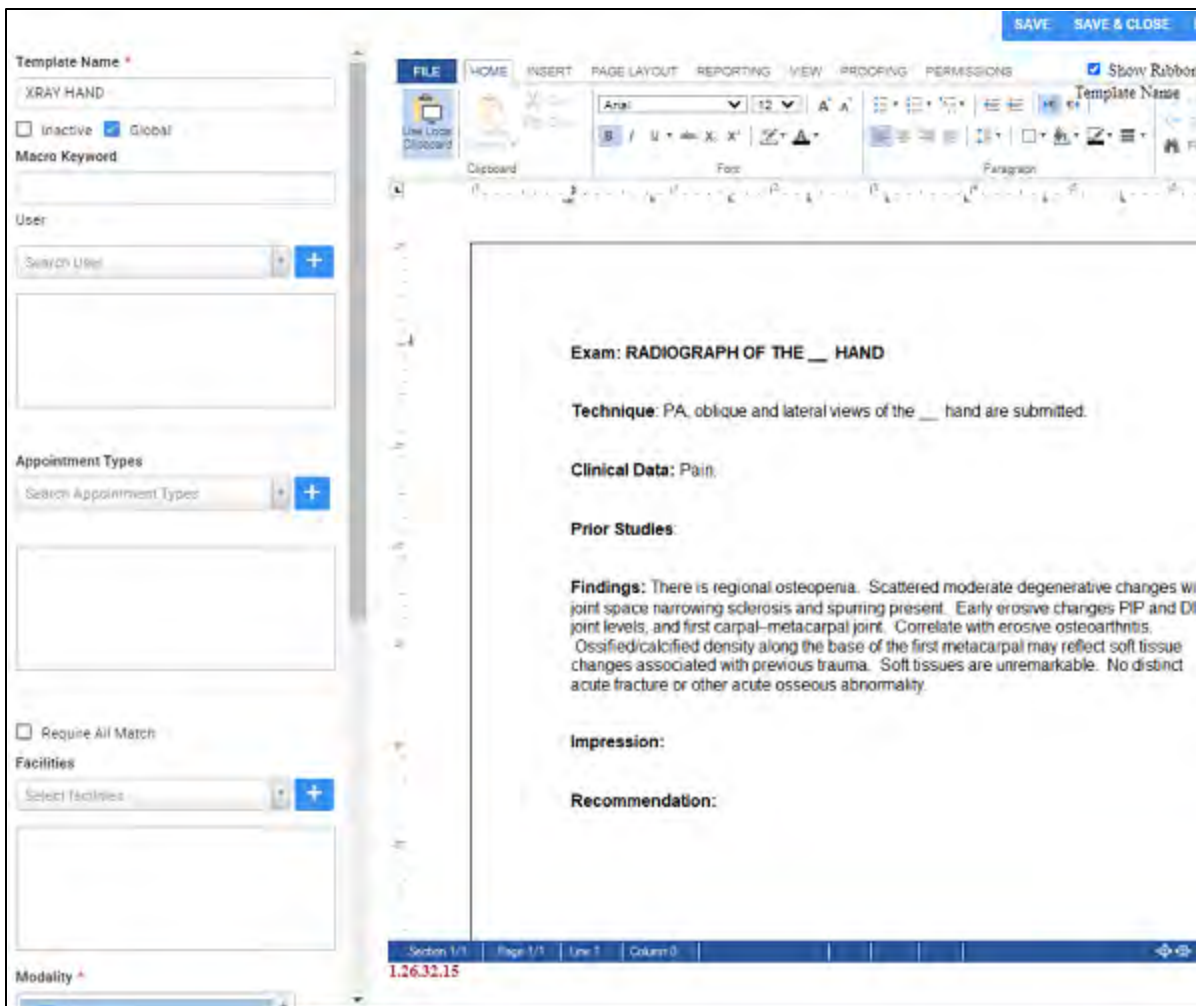 SAVE SAVE & CLOSE
Template Name *
XRAY HAND
Inactive Global
Macro Keyword
User
Search User
Appointment Types
Search Appointment Types
Require All Match
Facilities
Select facilities
Modality *
FILE HOME INSERT PAGE LAYOUT REPORTING VIEW PROOFING PERMISSIONS Show Ribbon
Template Name
Use Local Clipboard
Arial 12
Clipboard Font Paragraph
Exam: RADIOGRAPH OF THE __ HAND
Technique: PA, oblique and lateral views of the __ hand are submitted.
Clinical Data: Pain.
Prior Studies:
Findings: There is regional osteopenia. Scattered moderate degenerative changes wi
joint space narrowing sclerosis and spurring present. Early erosive changes PIP and DI
joint levels, and first carpal–metacarpal joint. Correlate with erosive osteoarthritis.
Ossified/calcified density along the base of the first metacarpal may reflect soft tissue
changes associated with previous trauma. Soft tissues are unremarkable. No distinct
acute fracture or other acute osseous abnormality.
Impression:
Recommendation:
Section 1/1 Page 1/1 Line 1 Column 0
1.26.32.15